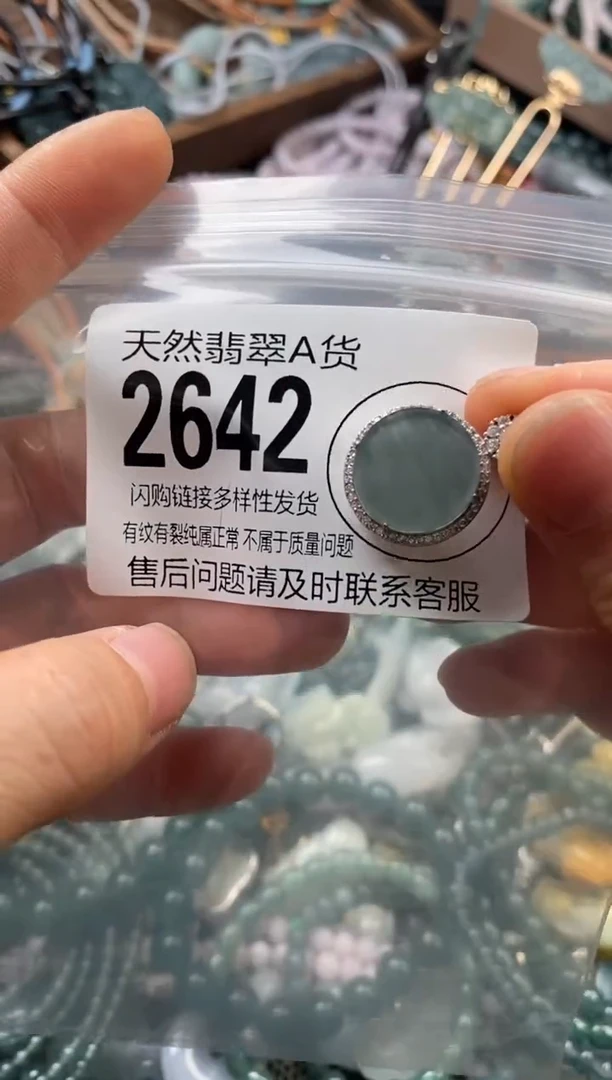 天然翡翠A货
2642
闪购链接多样性发货
有纹有裂纯属正常 不属于质量问题
售后问题请及时联系客服